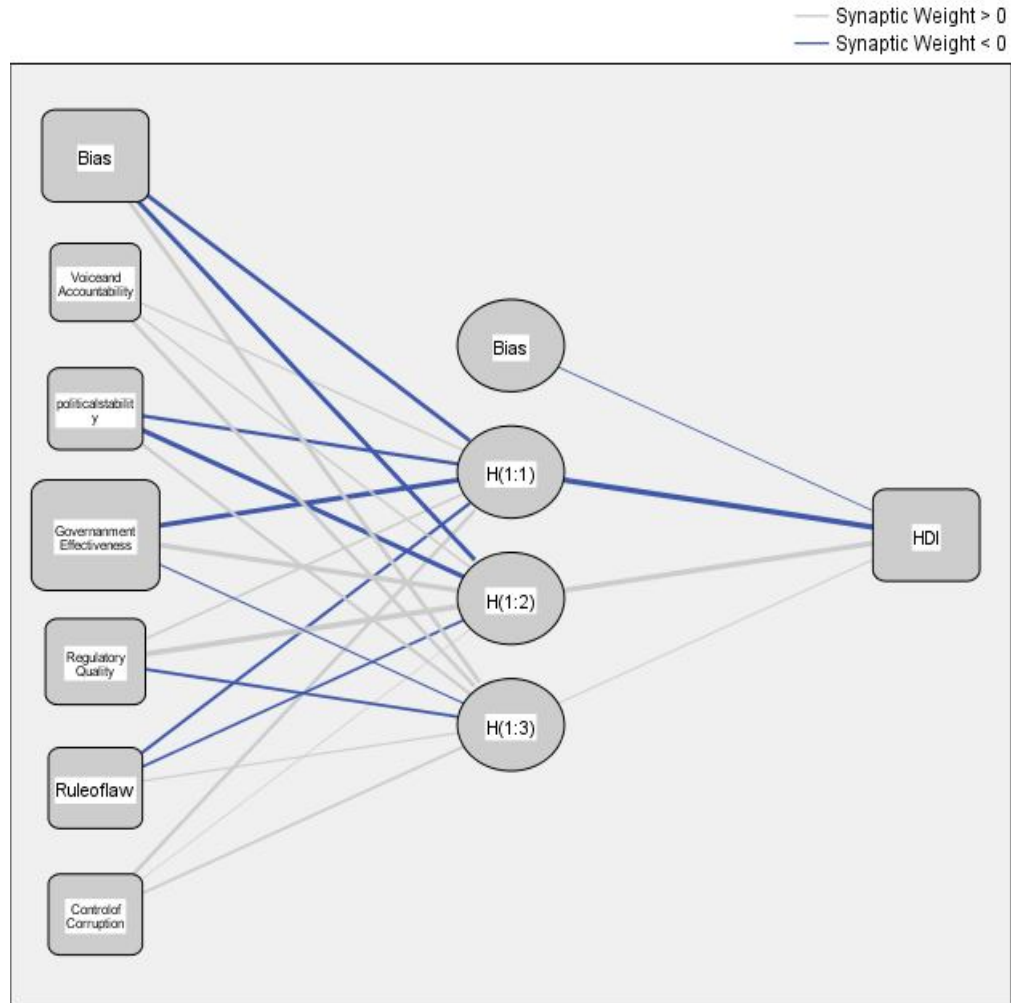 Synaptic Weight > 0
Synaptic Weight < 0
Bias
Voiceand
Accountability
politicalstabilit
y
Governanment
Effectiveness
Regulatory
Quality
Ruleoflaw
Controlof
Corruption
Bias
H(1:1)
H(1:2)
H(1:3)
HDI